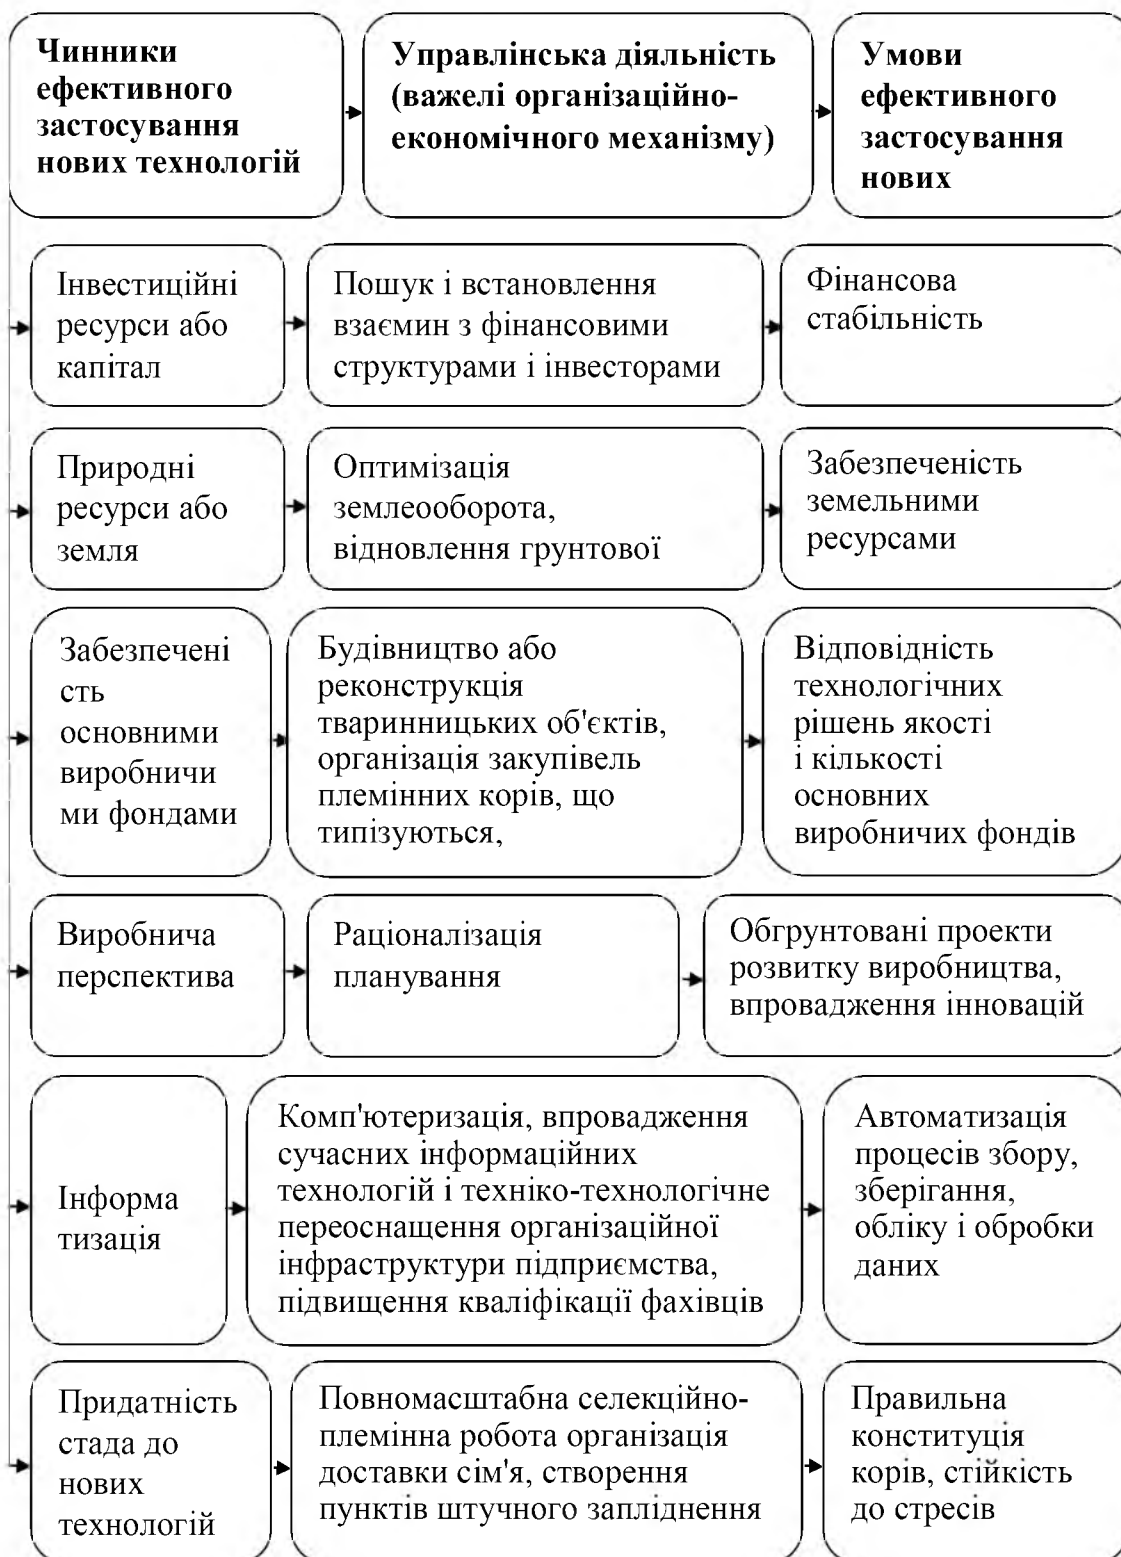 Чинники
ефективного
застосування
нових технологій
Управлінська діяльність
(важелі організаційно-
економічного механізму)
Умови
ефективного
застосування
нових
Інвестиційні
ресурси або
капітал
Пошук і встановлення
взаємин з фінансовими
структурами і інвесторами
Фінансова
стабільність
Природні
ресурси або
земля
Оптимізація
землеооборота,
відновлення грунтової
Забезпеченість
земельними
ресурсами
Забезпечені
сть
основними
виробничи
ми фондами
Будівництво або
реконструкція
тваринницьких об'єктів,
організація закупівель
племінних корів, що
типізуються,
Відповідність
технологічних
рішень якості
і кількості
основних
виробничих фондів
Виробнича
перспектива
Раціоналізація
планування
Обгрунтовані проекти
розвитку виробництва,
впровадження інновацій
Інформа
тизація
Комп'ютеризація, впровадження
сучасних інформаційних
технологій і техніко-технологічне
переоснащення організаційної
інфраструктури підприємства,
підвищення кваліфікації фахівців
Автоматизація
процесів збору,
зберігання,
обліку і обробки
даних
Придатність
стада до
нових
технологій
Повномасштабна селекційно-
племінна робота організація
доставки сім'я, створення
пунктів штучного запліднення
Правильна
конституція
корів, стійкість
до стресів